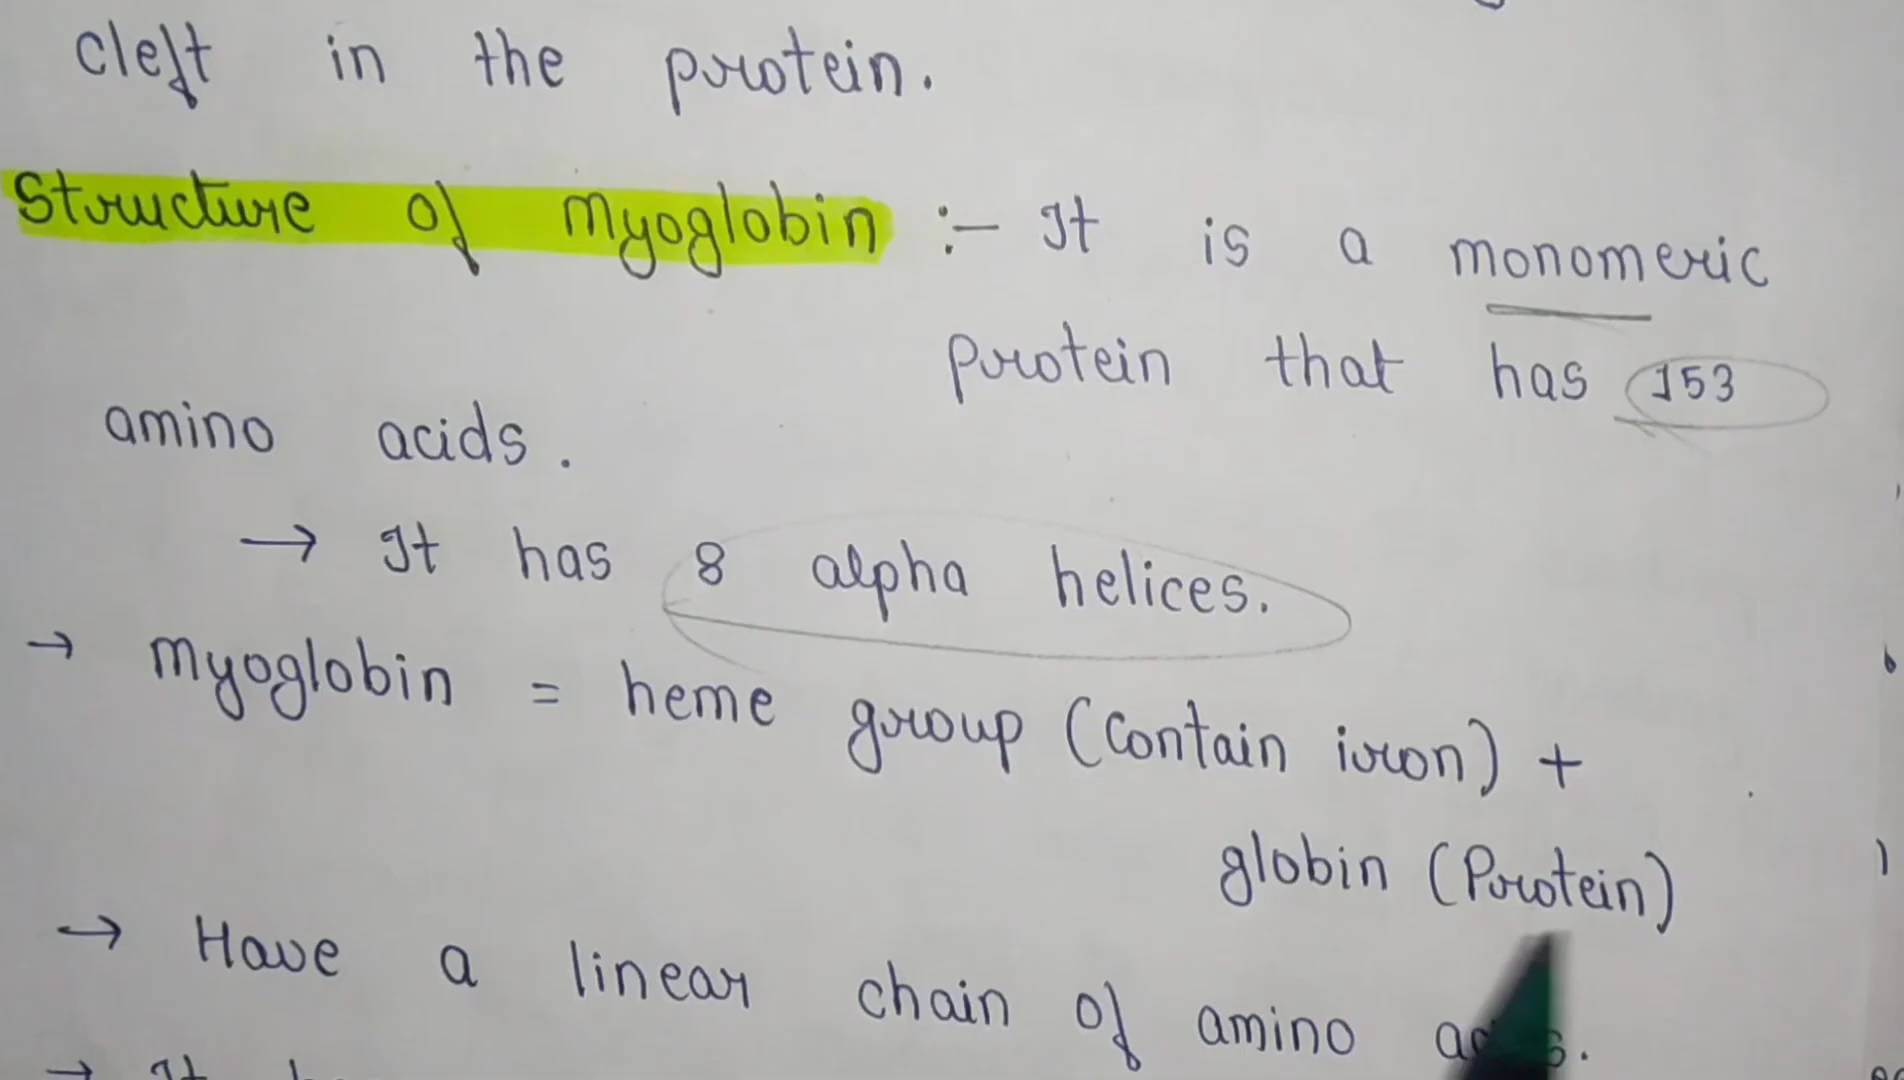 cleft in the protein.
Structure of myoglobin :- It is a monomeric
protein that has 153
amino acids.
→ It has 8 alpha helices.
→ myoglobin = heme group (Contain iron) +
globin (Protein)
→ Have a linear chain of amino
→ It